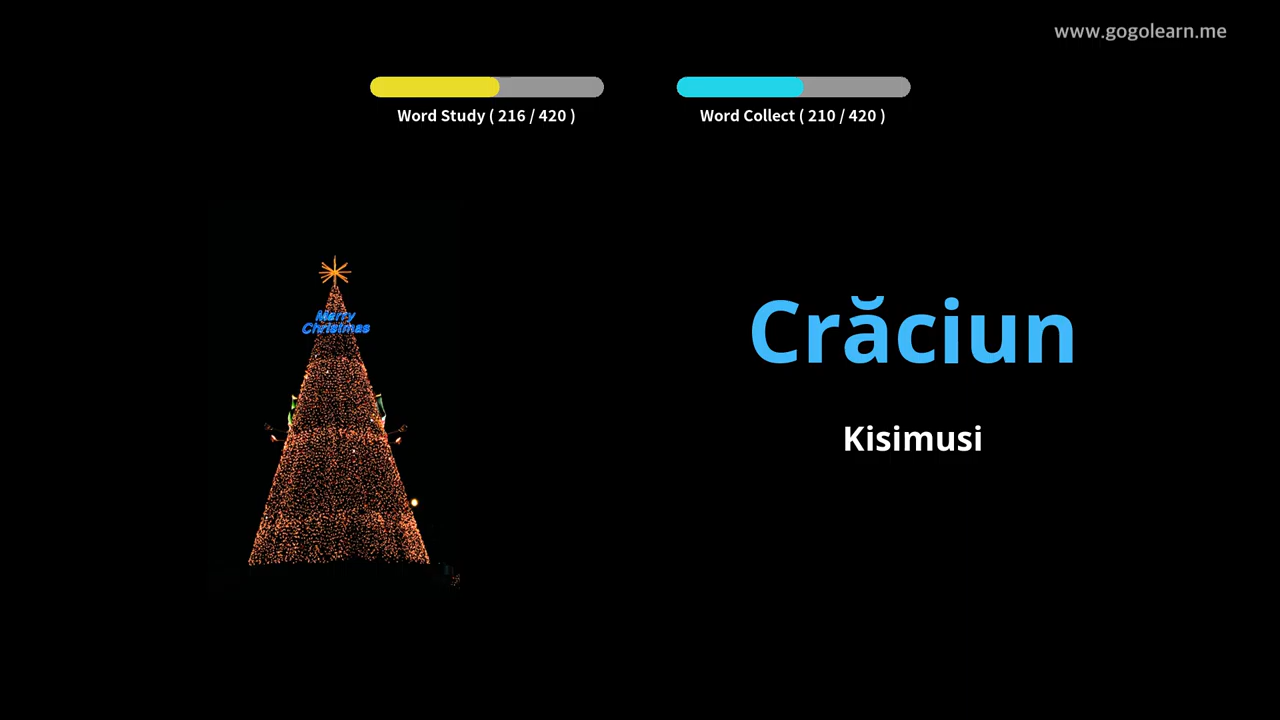 www.gogolearn.me
Word Study ( 216 / 420 )
Word Collect ( 210 / 420 )
Merry
Christmas
Crăciun
Kisimusi